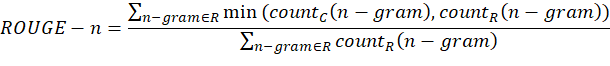 ROUGE − n = ∑n−gram∈R min (countC(n − gram), countR(n − gram)) / ∑n−gram∈R countR(n − gram)